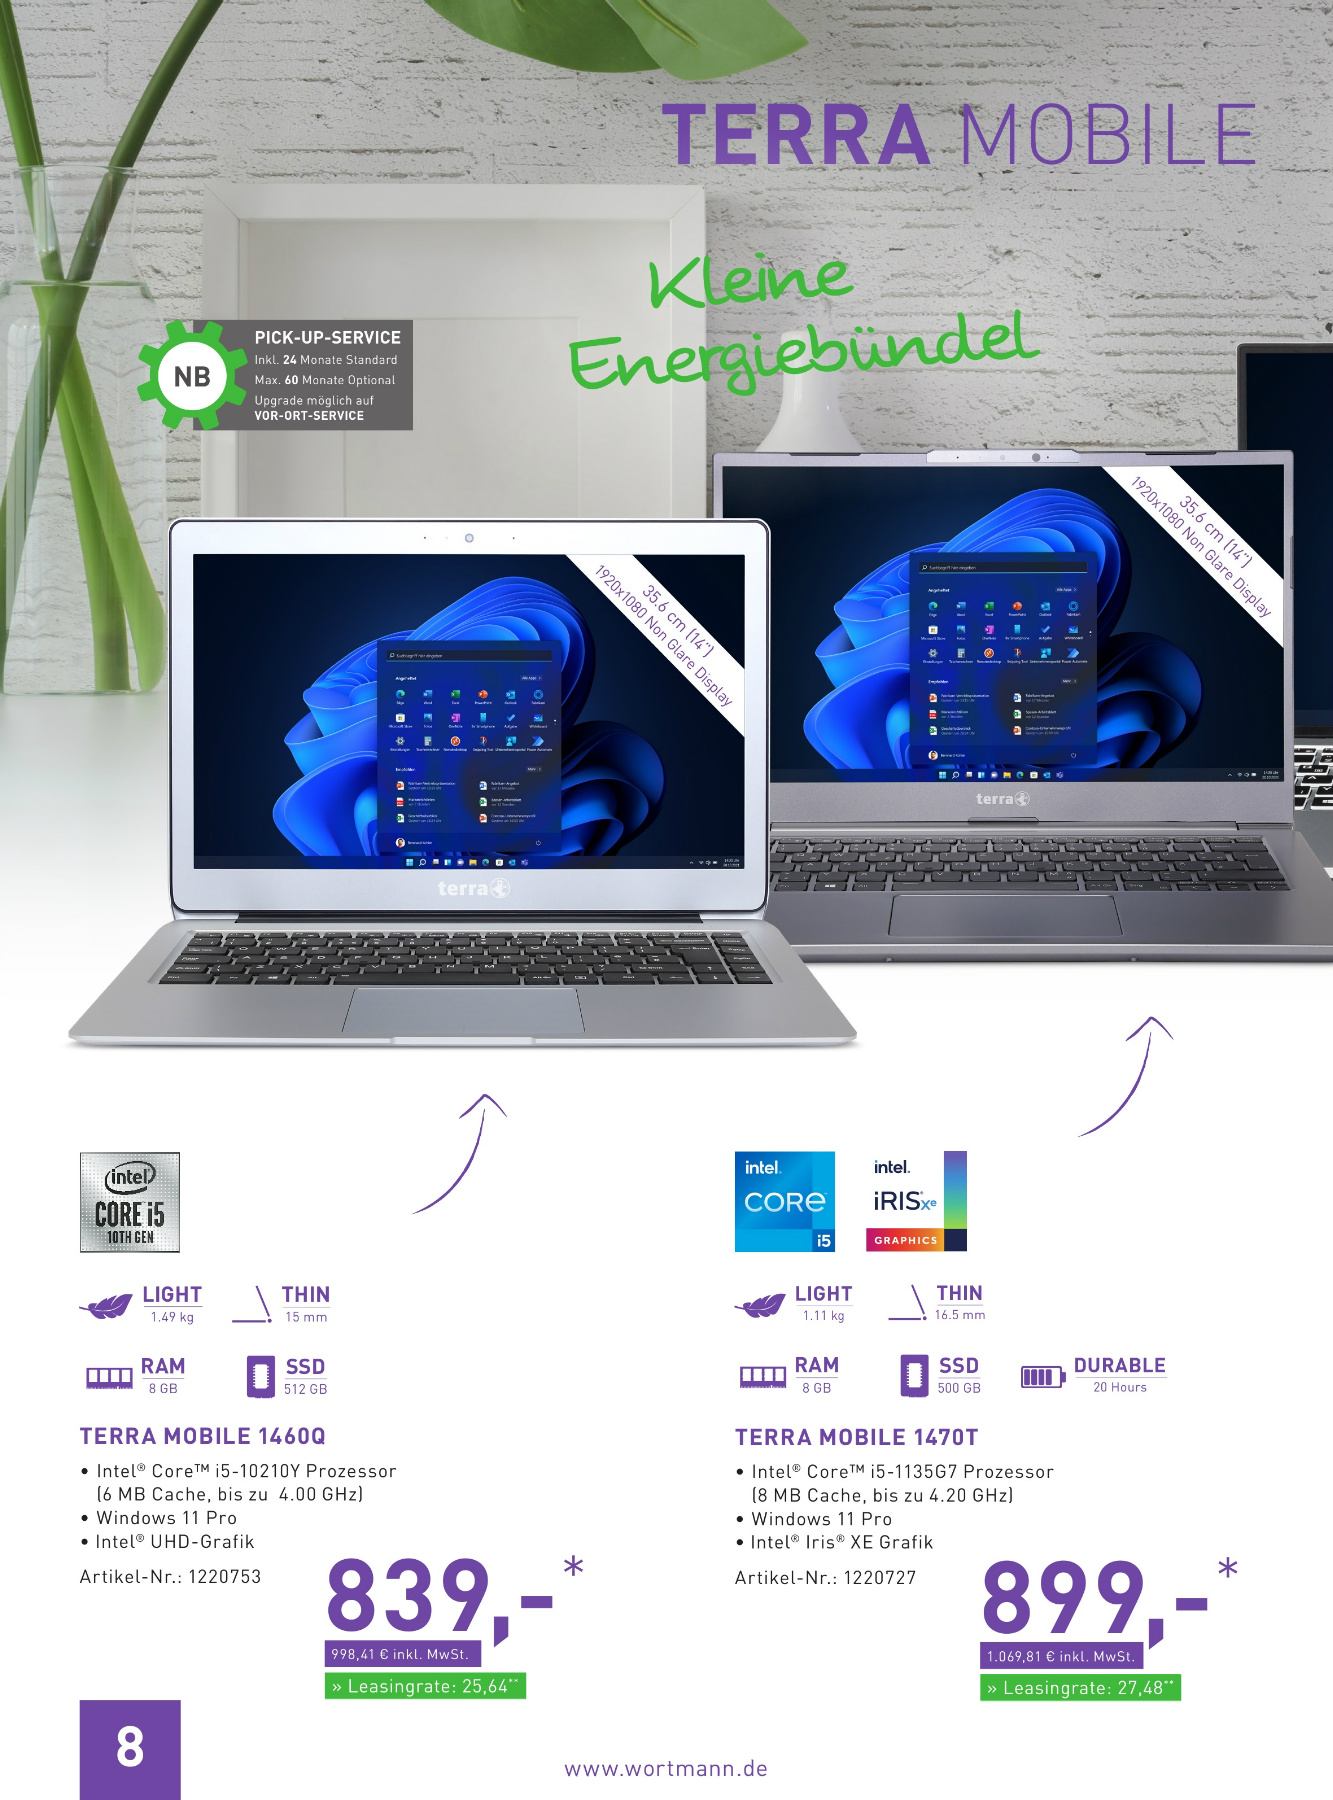 TERRA MOBILE
Kleine
Energiebündel
NB
PICK-UP-SERVICE
Inkl. 24 Monate Standard
Max. 60 Monate Optional
Upgrade möglich auf
VOR-ORT-SERVICE
35.6 cm (14")
1920x1080 Non Glare Display
35.6 cm (14")
1920x1080 Non Glare Display
terra
terra
intel
CORE i5
10TH GEN
LIGHT
1.49 kg
THIN
15 mm
RAM
8 GB
SSD
512 GB
TERRA MOBILE 1460Q
• Intel® Core™ i5-10210Y Prozessor
(6 MB Cache, bis zu 4.00 GHz)
• Windows 11 Pro
• Intel® UHD-Grafik
Artikel-Nr.: 1220753
839,-*
998,41 € inkl. MwSt.
» Leasingrate: 25,64**
intel.
CORE
i5
intel.
iRISxe
GRAPHICS
LIGHT
1.11 kg
THIN
16.5 mm
RAM
8 GB
SSD
500 GB
DURABLE
20 Hours
TERRA MOBILE 1470T
• Intel® Core™ i5-1135G7 Prozessor
(8 MB Cache, bis zu 4.20 GHz)
• Windows 11 Pro
• Intel® Iris® XE Grafik
Artikel-Nr.: 1220727
899,-*
1.069,81 € inkl. MwSt.
» Leasingrate: 27,48**
8
www.wortmann.de